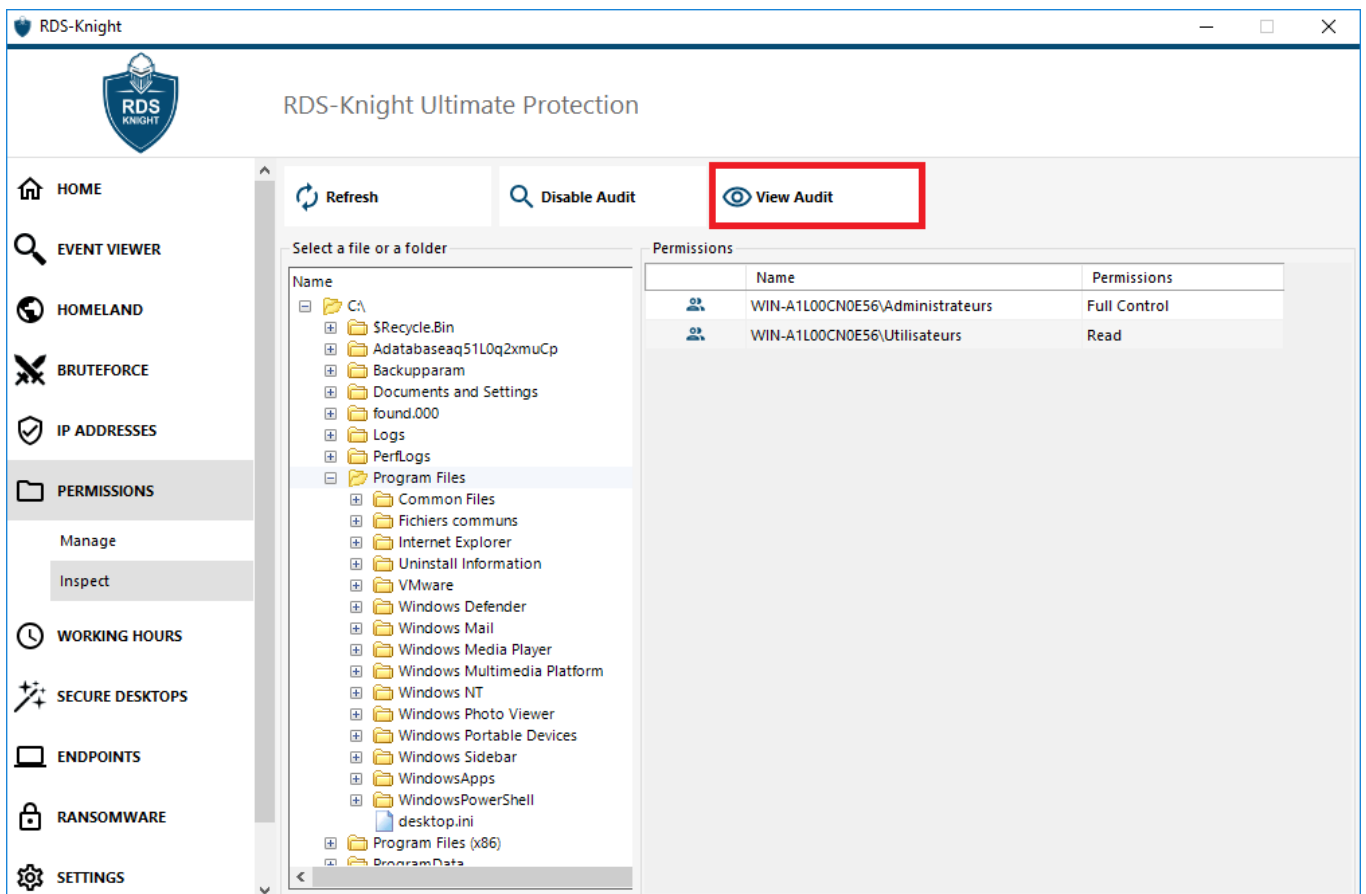 RDS-Knight
RDS
KNIGHT
RDS-Knight Ultimate Protection
HOME
EVENT VIEWER
HOMELAND
BRUTEFORCE
IP ADDRESSES
PERMISSIONS
Manage
Inspect
WORKING HOURS
SECURE DESKTOPS
ENDPOINTS
RANSOMWARE
SETTINGS
Refresh
Disable Audit
View Audit
Select a file or a folder
Name
C:\
$Recycle.Bin
Adatabaseaq51L0q2xmuCp
Backupparam
Documents and Settings
found.000
Logs
PerfLogs
Program Files
Common Files
Fichiers communs
Internet Explorer
Uninstall Information
VMware
Windows Defender
Windows Mail
Windows Media Player
Windows Multimedia Platform
Windows NT
Windows Photo Viewer
Windows Portable Devices
Windows Sidebar
WindowsApps
WindowsPowerShell
desktop.ini
Program Files (x86)
ProgramData
Permissions
Name Permissions
WIN-A1L00CN0E56\Administrateurs Full Control
WIN-A1L00CN0E56\Utilisateurs Read